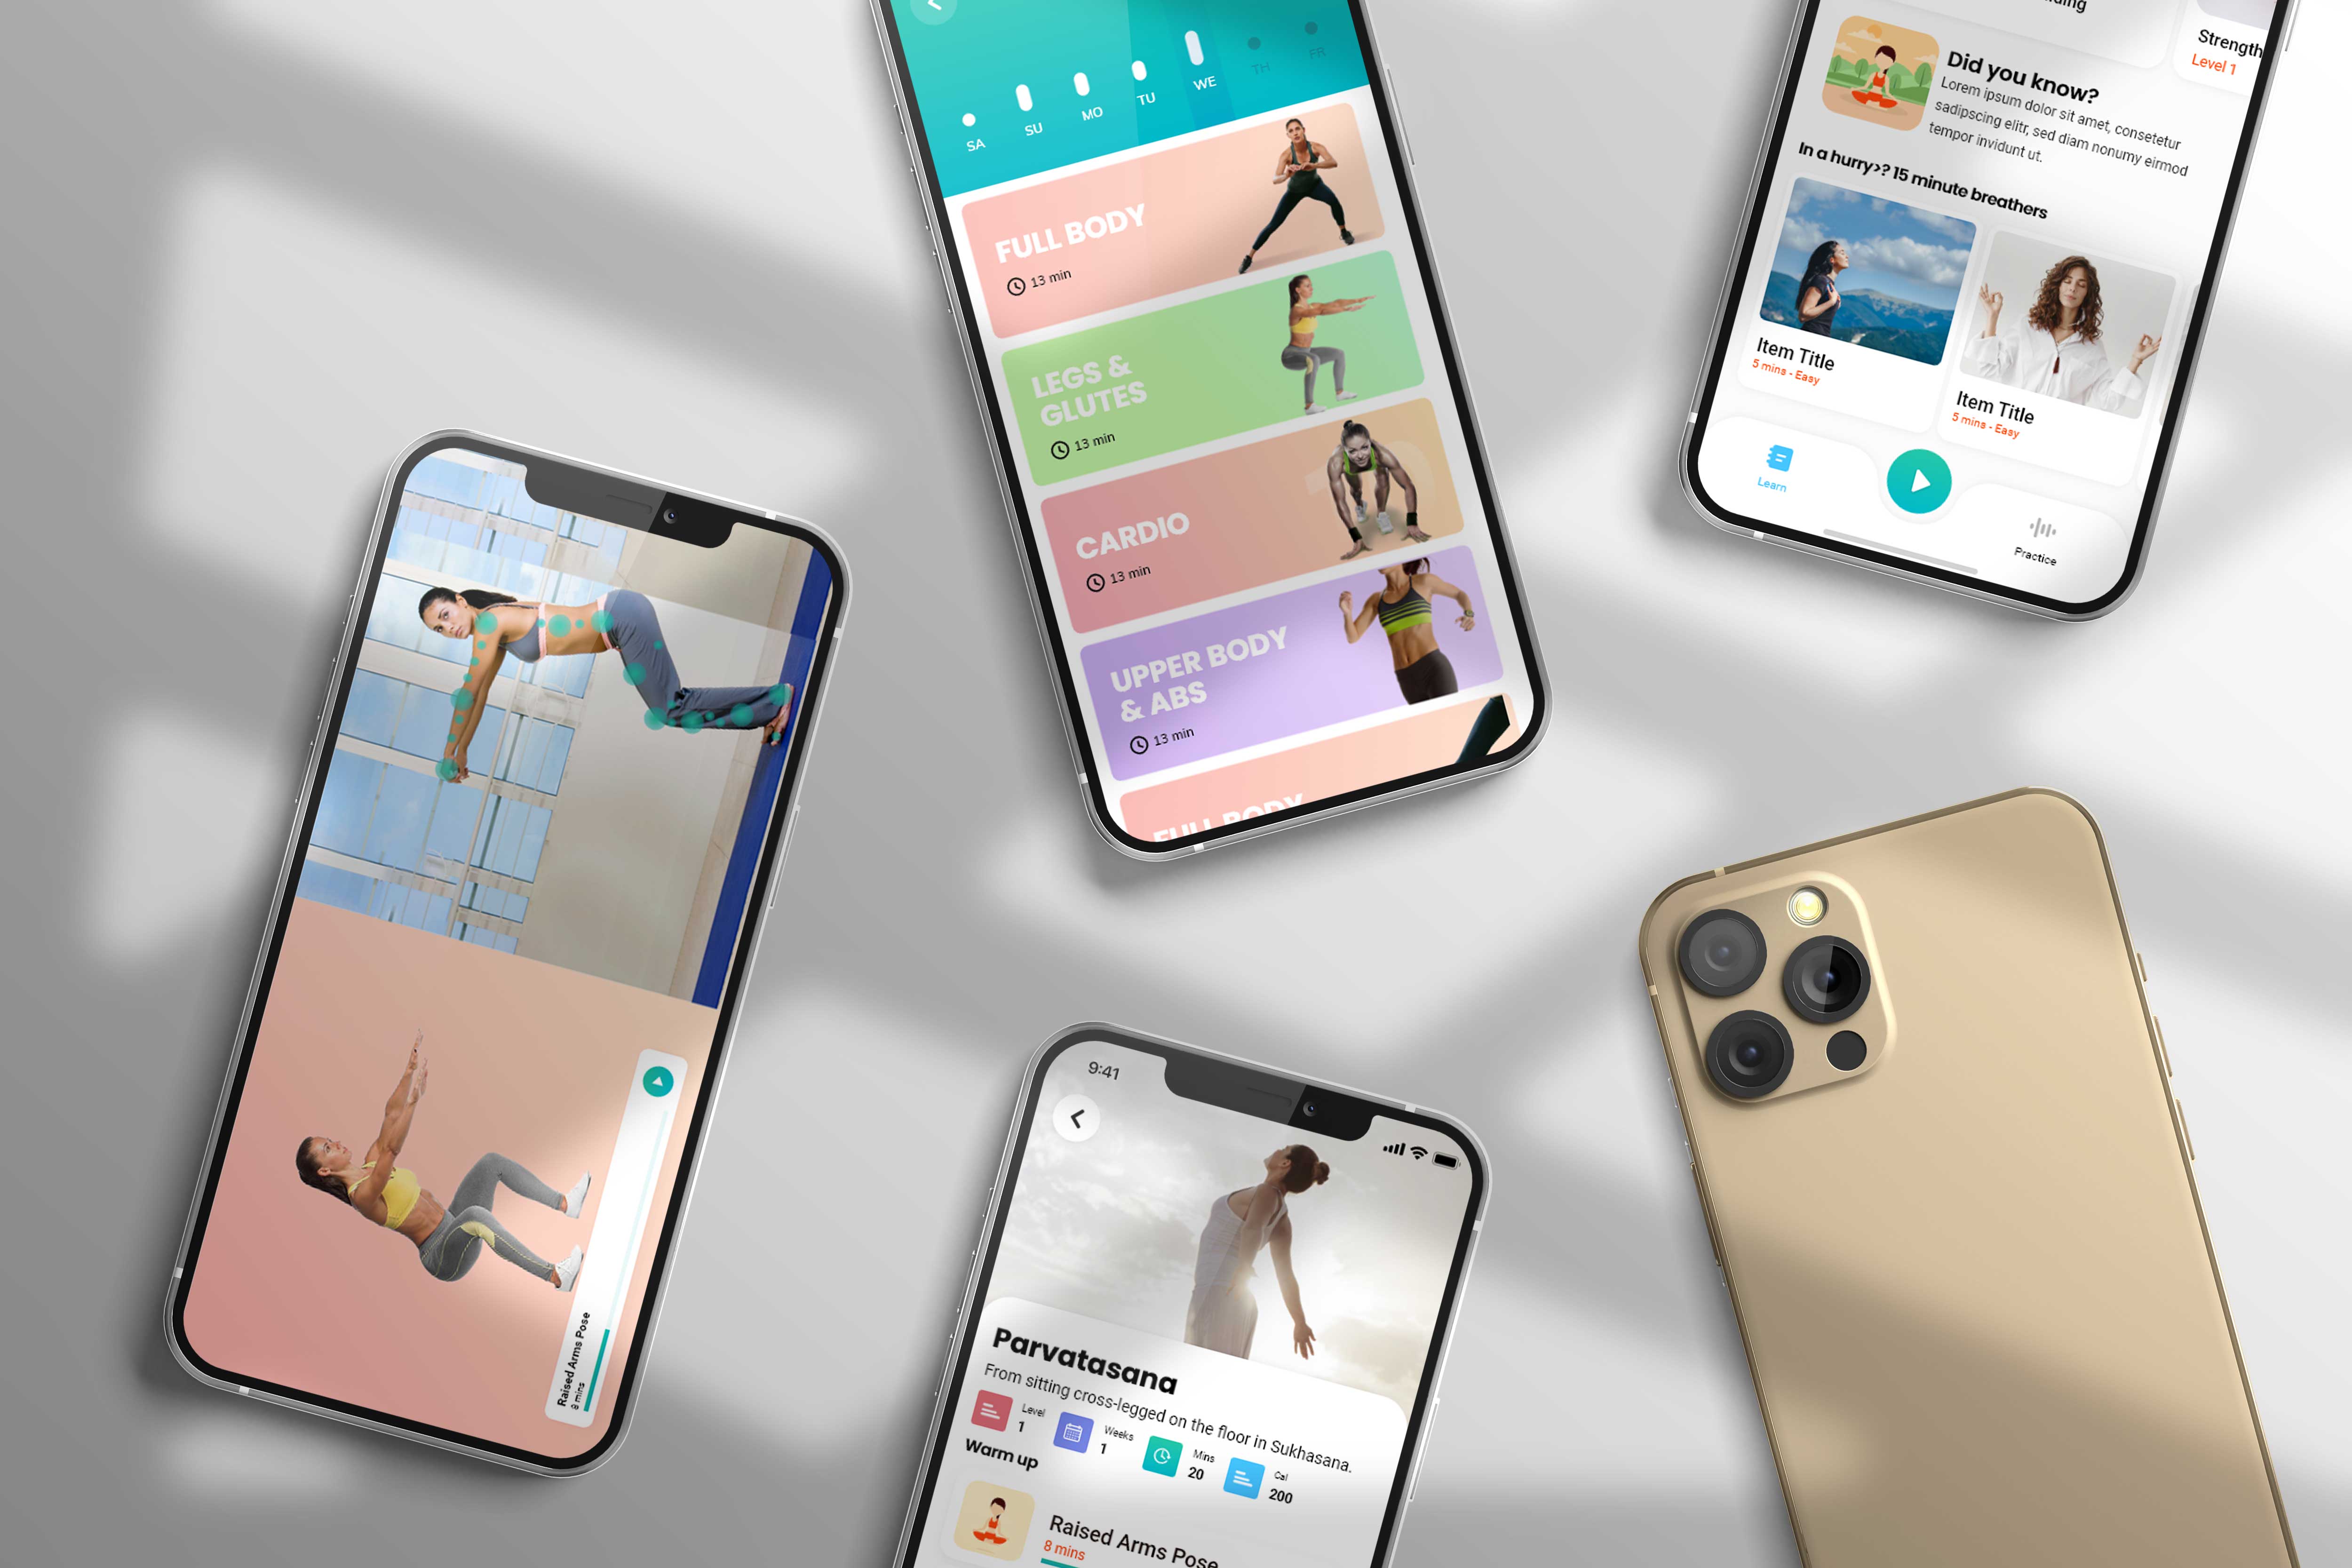 SA
SU
MO
TU
WE
TH
FR
FULL BODY
13 min
LEGS &
GLUTES
13 min
CARDIO
13 min
UPPER BODY
& ABS
13 min
FULL BODY
Strength
Level 1
Did you know?
Lorem ipsum dolor sit amet, consetetur
sadipscing elitr, sed diam nonumy eirmod
tempor invidunt ut.
In a hurry>? 15 minute breathers
Item Title
5 mins - Easy
Item Title
5 mins - Easy
Learn
Practice
Raised Arms Pose
8 mins
9:41
Parvatasana
From sitting cross-legged on the floor in Sukhasana.
Level
1
Weeks
1
Mins
20
Cal
200
Warm up
Raised Arms Pose
8 mins